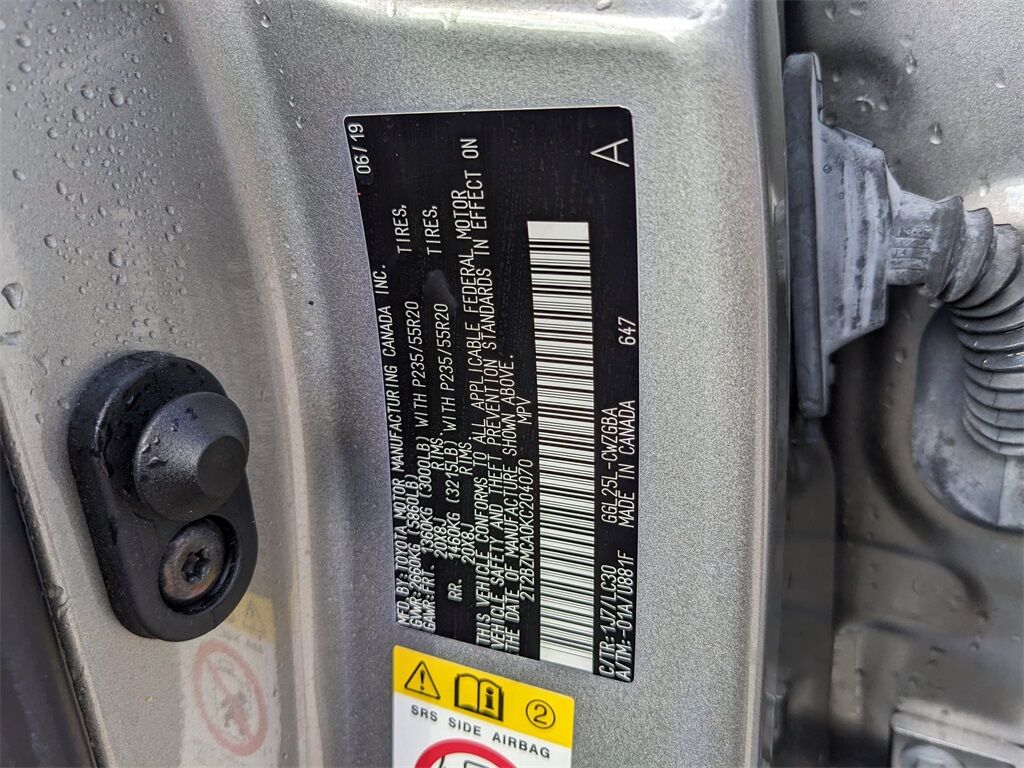 MFD.BY:TOYOTA MOTOR MANUFACTURING CANADA INC. 06/19
GVWR:2660KG (5860LB)
GAWR:FRT. 1360KG (3000LB) WITH P235/55R20 TIRES,
20X8J RIMS
RR. 1460KG (3215LB) WITH P235/55R20 TIRES,
20X8J RIMS
THIS VEHICLE CONFORMS TO ALL APPLICABLE FEDERAL MOTOR
VEHICLE SAFETY AND THEFT PREVENTION STANDARDS IN EFFECT ON
THE DATE OF MANUFACTURE SHOWN ABOVE.
2T2BZMCA0KC204070 MPV
C/TR:1J7/LC30 GGL25L-CWZGBA
A/TM:-01A/U881F MADE IN CANADA 647 A
2
SRS SIDE AIRBAG